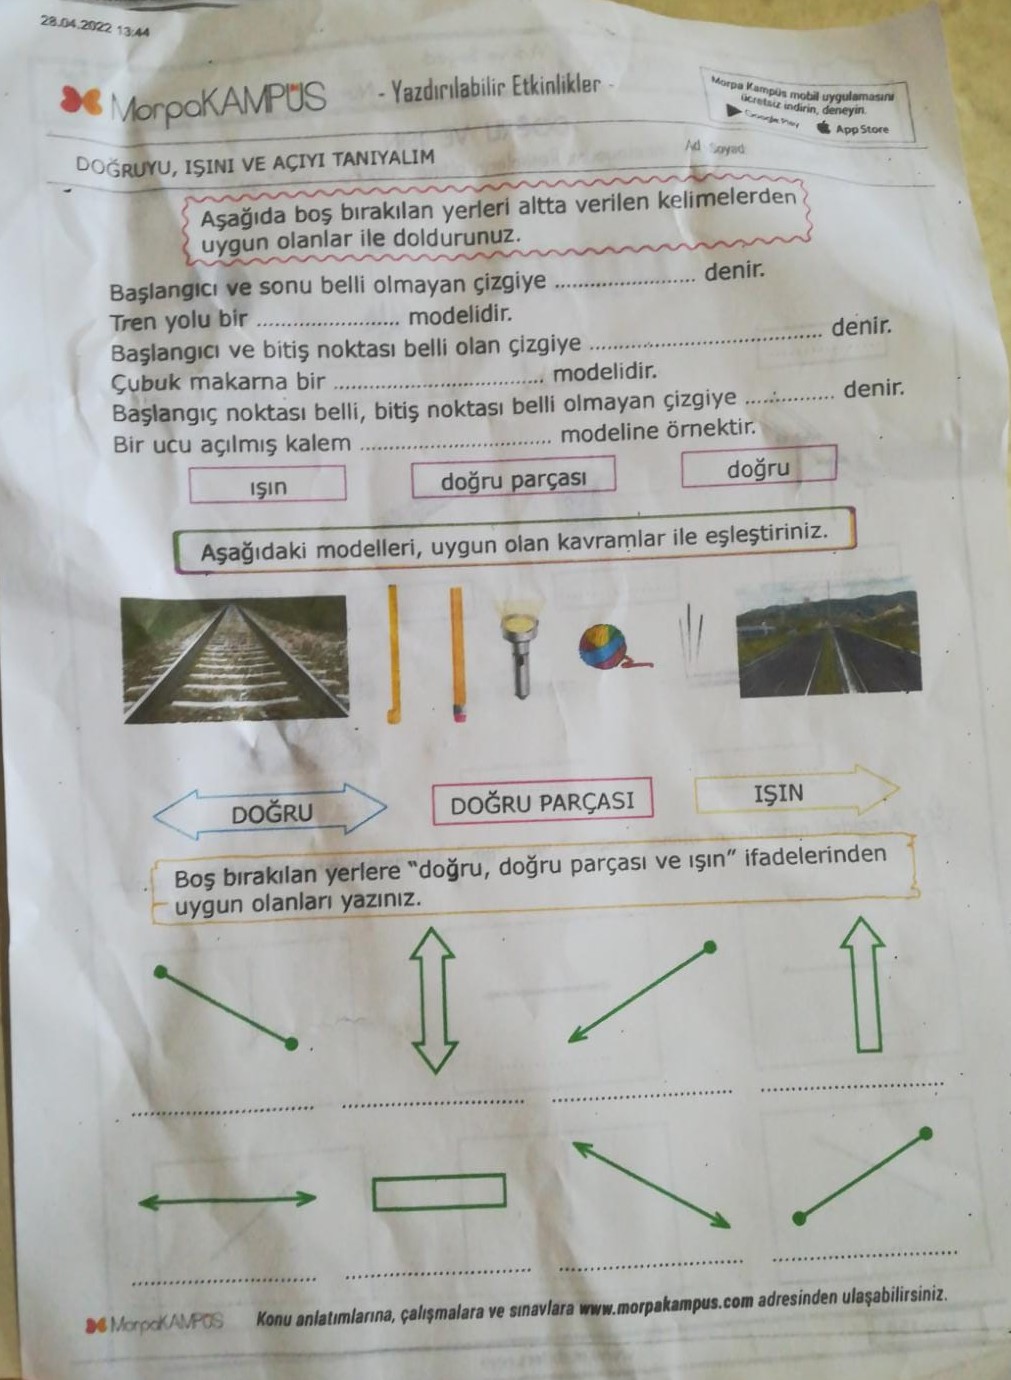 28.04.2022 13:44
MorpaKAMPÜS
- Yazdırılabilir Etkinlikler -
Morpa Kampüs mobil uygulamasını
ücretsiz indirin, deneyin.
Google Play
App Store
DOĞRUYU, IŞINI VE AÇIYI TANIYALIM
Ad Soyad
Aşağıda boş bırakılan yerleri altta verilen kelimelerden
uygun olanlar ile doldurunuz.
Başlangıcı ve sonu belli olmayan çizgiye ...................... denir.
Tren yolu bir ...................... modelidir.
Başlangıcı ve bitiş noktası belli olan çizgiye .................................... denir.
Çubuk makarna bir ................................. modelidir.
Başlangıç noktası belli, bitiş noktası belli olmayan çizgiye .............. denir.
Bir ucu açılmış kalem .............................. modeline örnektir.
ışın
doğru parçası
doğru
Aşağıdaki modelleri, uygun olan kavramlar ile eşleştiriniz.
DOĞRU
DOĞRU PARÇASI
IŞIN
Boş bırakılan yerlere "doğru, doğru parçası ve ışın" ifadelerinden
uygun olanları yazınız.
MorpaKAMPÜS
Konu anlatımlarına, çalışmalara ve sınavlara www.morpakampus.com adresinden ulaşabilirsiniz.